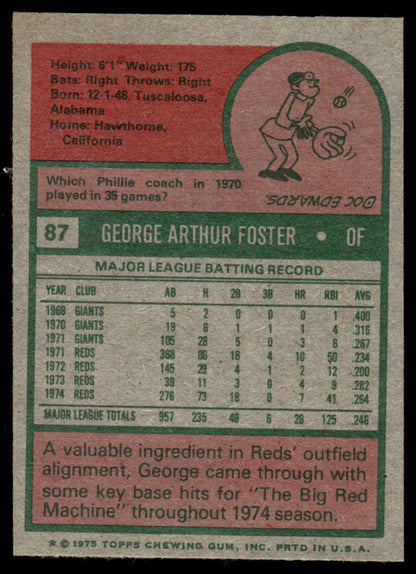 Height: 6'1" Weight: 175
Bats: Right Throws: Right
Born: 12-1-48, Tuscaloosa,
Alabama
Home: Hawthorne,
California
Which Phillie coach in 1970
played in 35 games?
DOC EDWARDS
87 GEORGE ARTHUR FOSTER • OF
MAJOR LEAGUE BATTING RECORD
YEAR CLUB AB H 2B 3B HR RBI AVG
1969 GIANTS 5 2 0 0 0 1 .400
1970 GIANTS 19 6 1 1 1 4 .316
1971 GIANTS 105 28 5 0 3 8 .267
1971 REDS 368 86 18 4 10 50 .234
1972 REDS 145 29 4 1 2 12 .200
1973 REDS 39 11 3 0 4 9 .282
1974 REDS 276 73 18 0 7 41 .264
MAJOR LEAGUE TOTALS 957 235 49 6 28 125 .246
A valuable ingredient in Reds' outfield
alignment, George came through with
some key base hits for "The Big Red
Machine" throughout 1974 season.
* © 1975 TOPPS CHEWING GUM, INC. PRTD IN U.S.A.